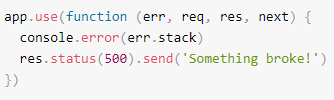 app.use(function (err, req, res, next) {
  console.error(err.stack)
  res.status(500).send('Something broke!')
})